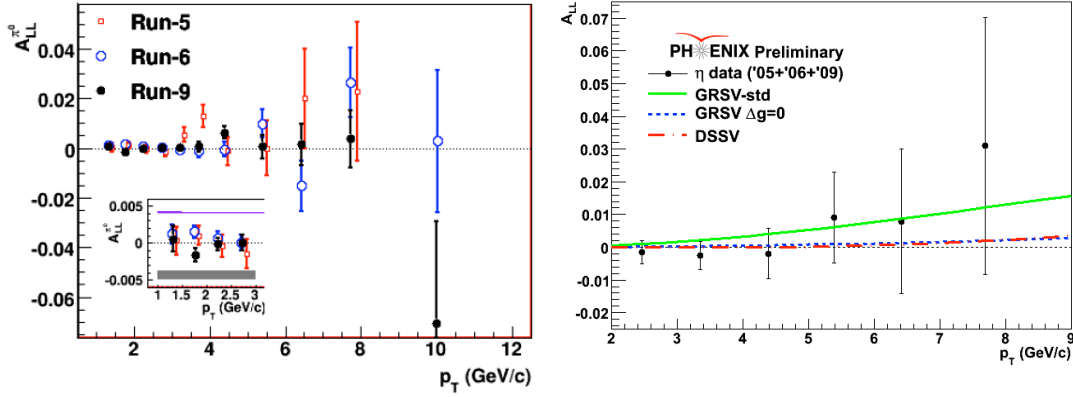 A_LL^π⁰
0.04
0.02
0
-0.02
-0.04
-0.06
Run-5
Run-6
Run-9
A_LL^π⁰
0.005
0
-0.005
1 1.5 2 2.5 3
p_T (GeV/c)
2 4 6 8 10 12
p_T (GeV/c)
A_LL
0.07
0.06
0.05
0.04
0.03
0.02
0.01
0
-0.01
-0.02
PH ENIX Preliminary
η data ('05+'06+'09)
GRSV-std
GRSV Δg=0
DSSV
2 3 4 5 6 7 8 9
p_T (GeV/c)